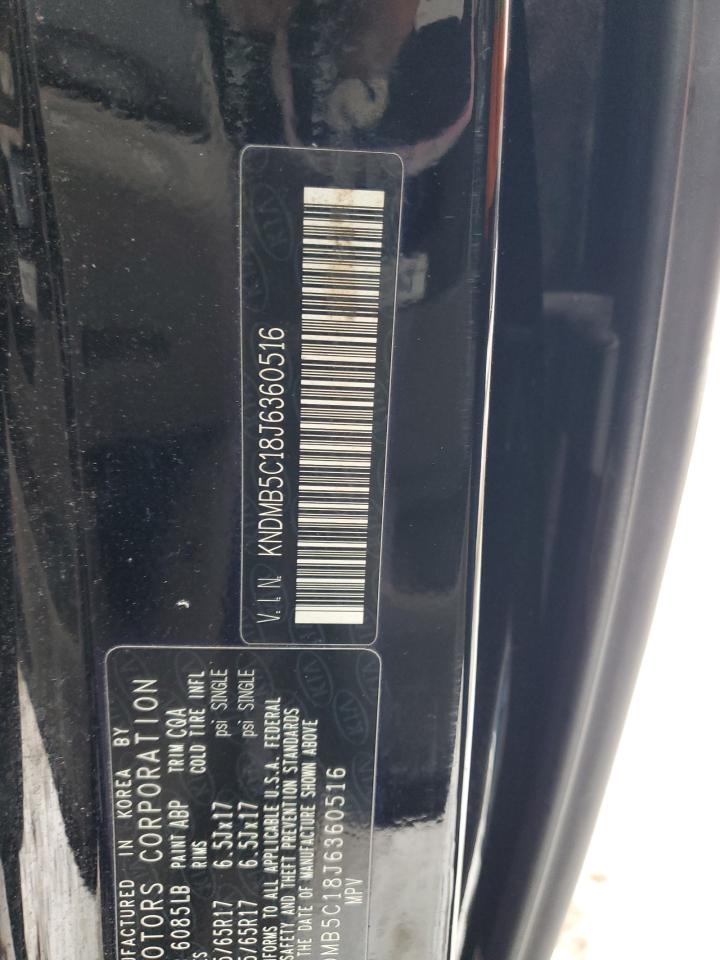 V.I.N. KNDMB5C18J6360516
UFACTURED IN KOREA BY
OTORS CORPORATION
6085LB PAINT ABP TRIM CQA
ES RIMS COLD TIRE INFL
5/65R17 6.5Jx17 psi SINGLE
5/65R17 6.5Jx17 psi SINGLE
FORMS TO ALL APPLICABLE U.S.A. FEDERAL
SAFETY AND THEFT PREVENTION STANDARDS
THE DATE OF MANUFACTURE SHOWN ABOVE
DMB5C18J6360516
MPV